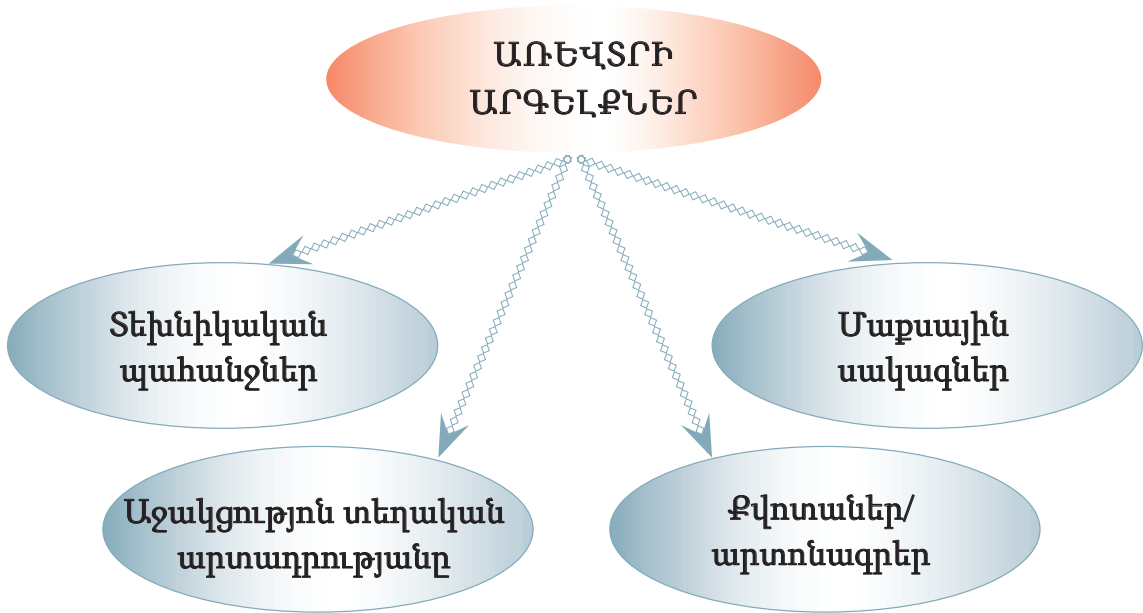 ԱՌԵՎՏՐԻ
ԱՐԳԵԼՔՆԵՐ
Տեխնիկական
պահանջներ
Մաքսային
սակագներ
Աջակցություն տեղական
արտադրությանը
Քվոտաներ/
արտոնագրեր